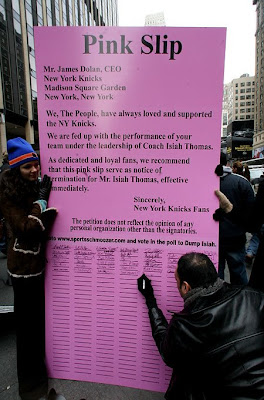 Pink Slip
Mr. James Dolan, CEO
New York Knicks
Madison Square Garden
New York, New York
We, The People, have always loved and supported
the NY Knicks.
We are fed up with the performance of your
team under the leadership of Coach Isiah Thomas.
As dedicated and loyal fans, we recommend
that this pink slip serve as notice of
termination for Mr. Isiah Thomas, effective
immediately.
Sincerely,
New York Knicks Fans
The petition does not reflect the opinion of any
personal organization other than the signatories.
www.sportsschmoozer.com and vote in the poll to Dump Isiah.